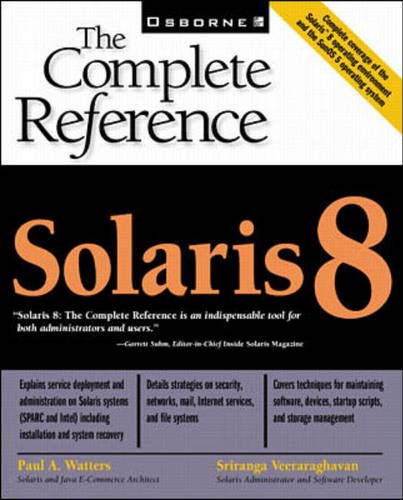 OSBORNE
Complete coverage of the
Solaris™ 8 operating environment
and the SunOS 5 operating system
The
Complete
Reference
Solaris 8
"Solaris 8: The Complete Reference is an indispensable tool for
both administrators and users."
—Garrett Suhm, Editor-in-Chief Inside Solaris Magazine
Explains service deployment and
administration on Solaris systems
(SPARC and Intel) including
installation and system recovery
Details strategies on security,
networks, mail, Internet services,
and file systems
Covers techniques for maintaining
software, devices, startup scripts,
and storage management
Paul A. Watters
Solaris and Java E-Commerce Architect
Sriranga Veeraraghavan
Solaris Administrator and Software Developer